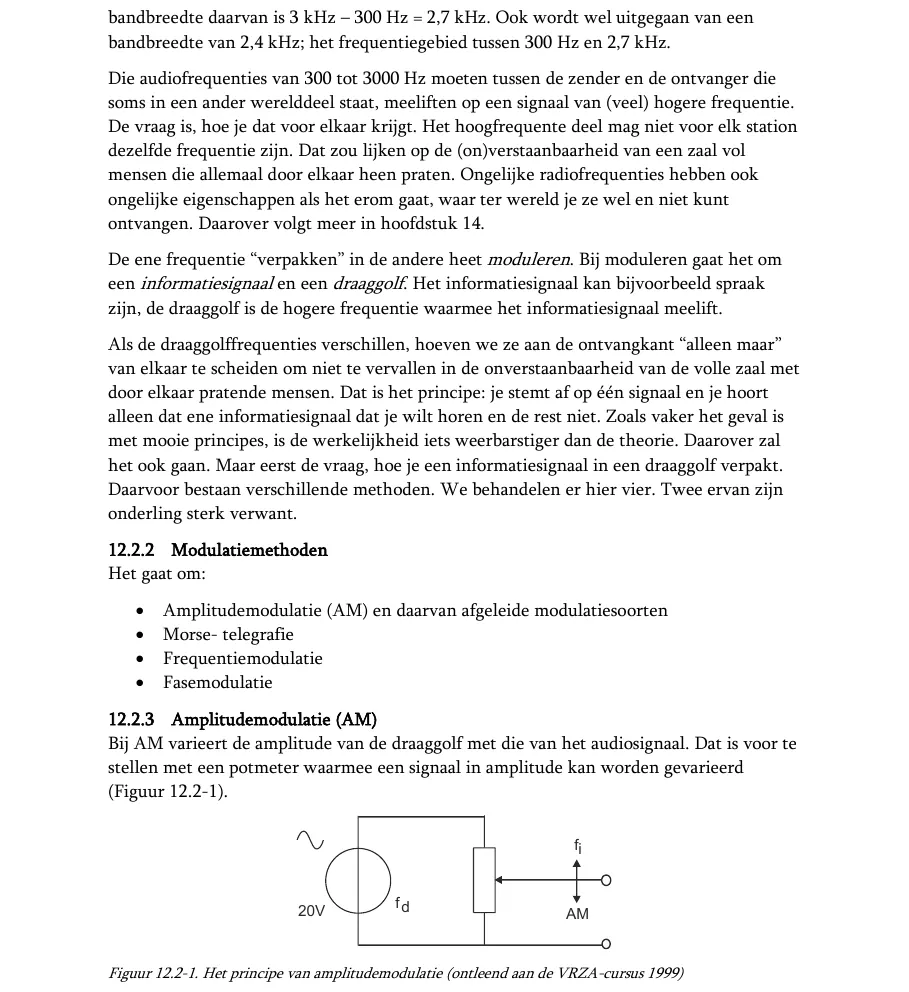 bandbreedte daarvan is 3 kHz – 300 Hz = 2,7 kHz. Ook wordt wel uitgegaan van een
bandbreedte van 2,4 kHz; het frequentiegebied tussen 300 Hz en 2,7 kHz.
Die audiofrequenties van 300 tot 3000 Hz moeten tussen de zender en de ontvanger die
soms in een ander werelddeel staat, meeliften op een signaal van (veel) hogere frequentie.
De vraag is, hoe je dat voor elkaar krijgt. Het hoogfrequente deel mag niet voor elk station
dezelfde frequentie zijn. Dat zou lijken op de (on)verstaanbaarheid van een zaal vol
mensen die allemaal door elkaar heen praten. Ongelijke radiofrequenties hebben ook
ongelijke eigenschappen als het erom gaat, waar ter wereld je ze wel en niet kunt
ontvangen. Daarover volgt meer in hoofdstuk 14.
De ene frequentie “verpakken” in de andere heet moduleren. Bij moduleren gaat het om
een informatiesignaal en een draaggolf. Het informatiesignaal kan bijvoorbeeld spraak
zijn, de draaggolf is de hogere frequentie waarmee het informatiesignaal meelift.
Als de draaggolffrequenties verschillen, hoeven we ze aan de ontvangkant “alleen maar”
van elkaar te scheiden om niet te vervallen in de onverstaanbaarheid van de volle zaal met
door elkaar pratende mensen. Dat is het principe: je stemt af op één signaal en je hoort
alleen dat ene informatiesignaal dat je wilt horen en de rest niet. Zoals vaker het geval is
met mooie principes, is de werkelijkheid iets weerbarstiger dan de theorie. Daarover zal
het ook gaan. Maar eerst de vraag, hoe je een informatiesignaal in een draaggolf verpakt.
Daarvoor bestaan verschillende methoden. We behandelen er hier vier. Twee ervan zijn
onderling sterk verwant.
12.2.2 Modulatiemethoden
Het gaat om:
• Amplitudemodulatie (AM) en daarvan afgeleide modulatiesoorten
• Morse- telegrafie
• Frequentiemodulatie
• Fasemodulatie
12.2.3 Amplitudemodulatie (AM)
Bij AM varieert de amplitude van de draaggolf met die van het audiosignaal. Dat is voor te
stellen met een potmeter waarmee een signaal in amplitude kan worden gevarieerd
(Figuur 12.2-1).
fi
20V
fd
AM
Figuur 12.2-1. Het principe van amplitudemodulatie (ontleend aan de VRZA-cursus 1999)